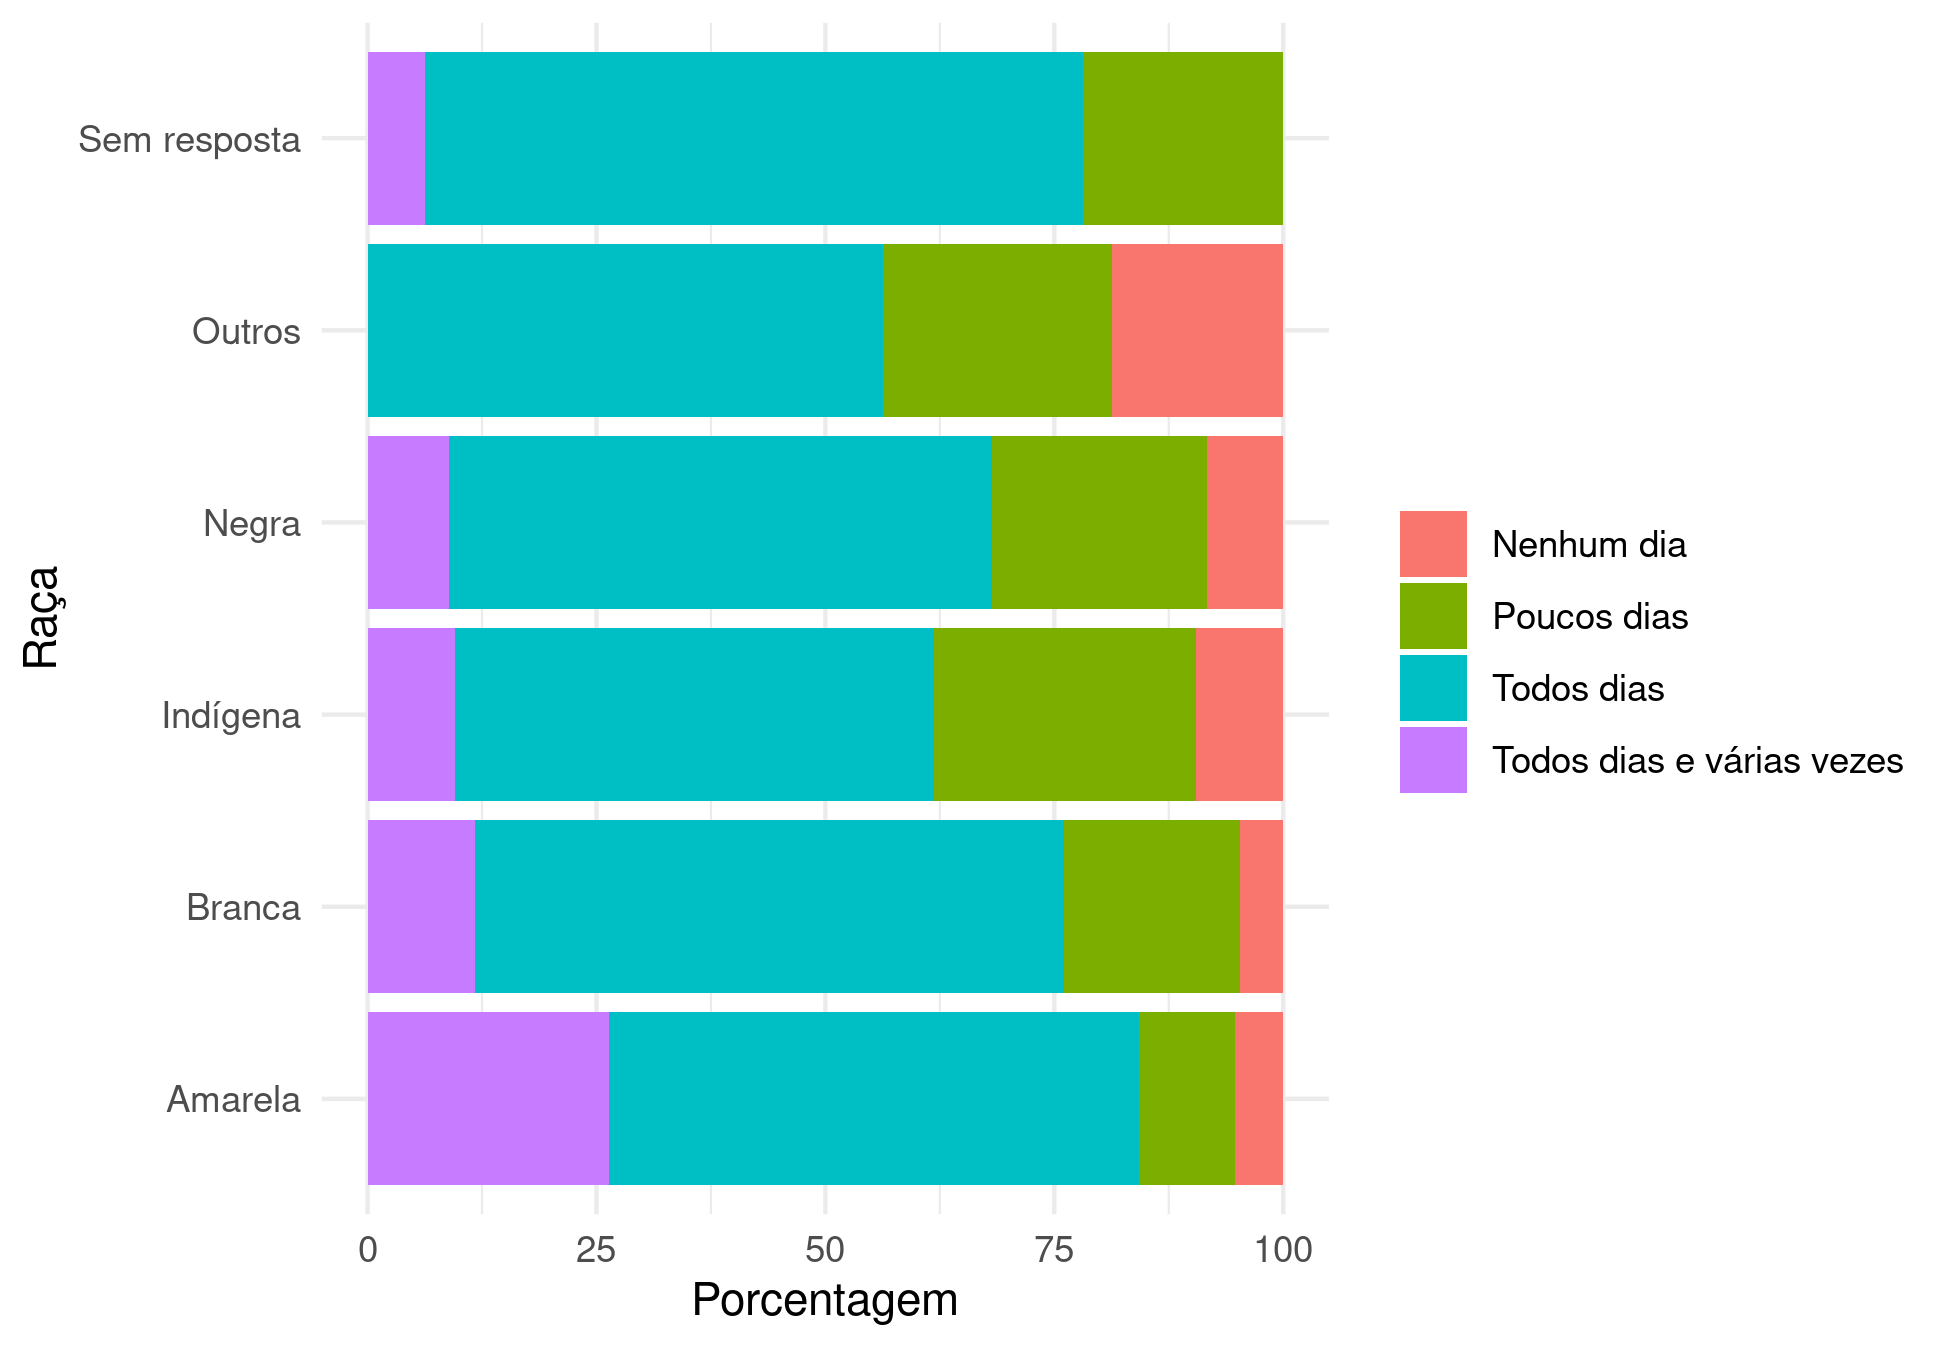 Sem resposta
Outros
Negra
Indígena
Branca
Amarela
Raça
0 25 50 75 100
Porcentagem
Nenhum dia
Poucos dias
Todos dias
Todos dias e várias vezes